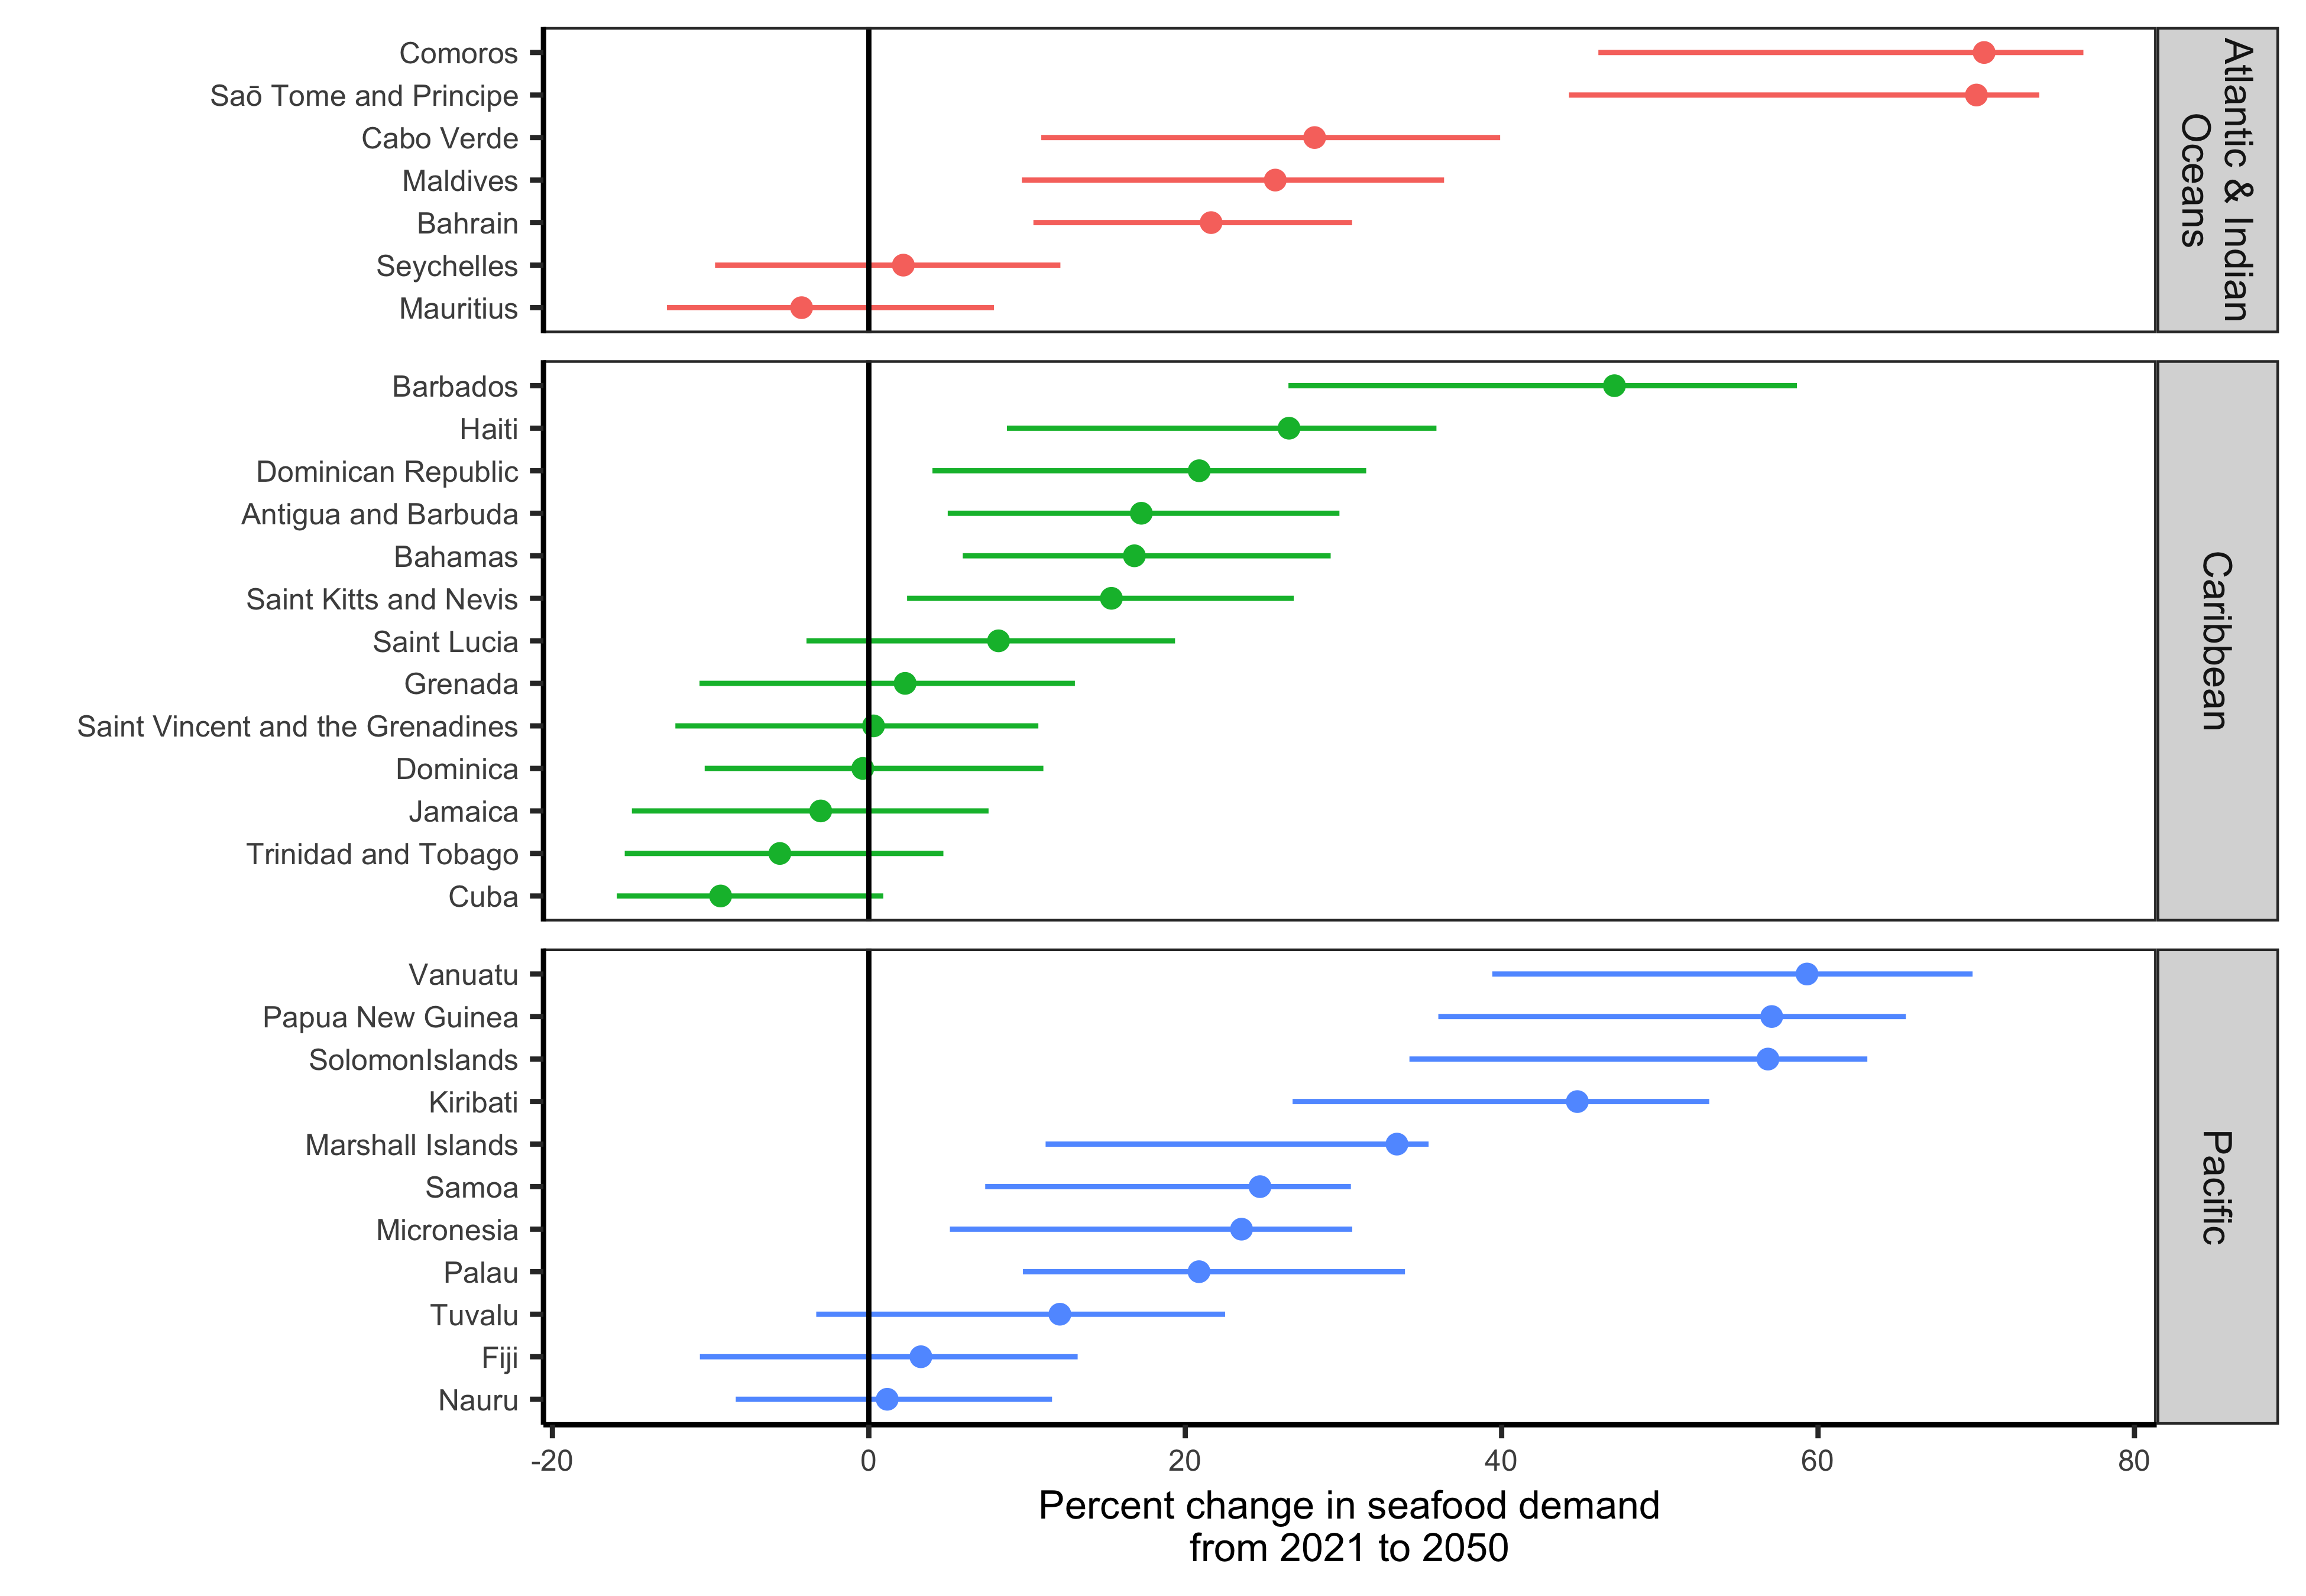 Comoros
Saō Tome and Principe
Cabo Verde
Maldives
Bahrain
Seychelles
Mauritius
Atlantic & Indian
Oceans
Barbados
Haiti
Dominican Republic
Antigua and Barbuda
Bahamas
Saint Kitts and Nevis
Saint Lucia
Grenada
Saint Vincent and the Grenadines
Dominica
Jamaica
Trinidad and Tobago
Cuba
Caribbean
Vanuatu
Papua New Guinea
SolomonIslands
Kiribati
Marshall Islands
Samoa
Micronesia
Palau
Tuvalu
Fiji
Nauru
Pacific
-20 0 20 40 60 80
Percent change in seafood demand
from 2021 to 2050